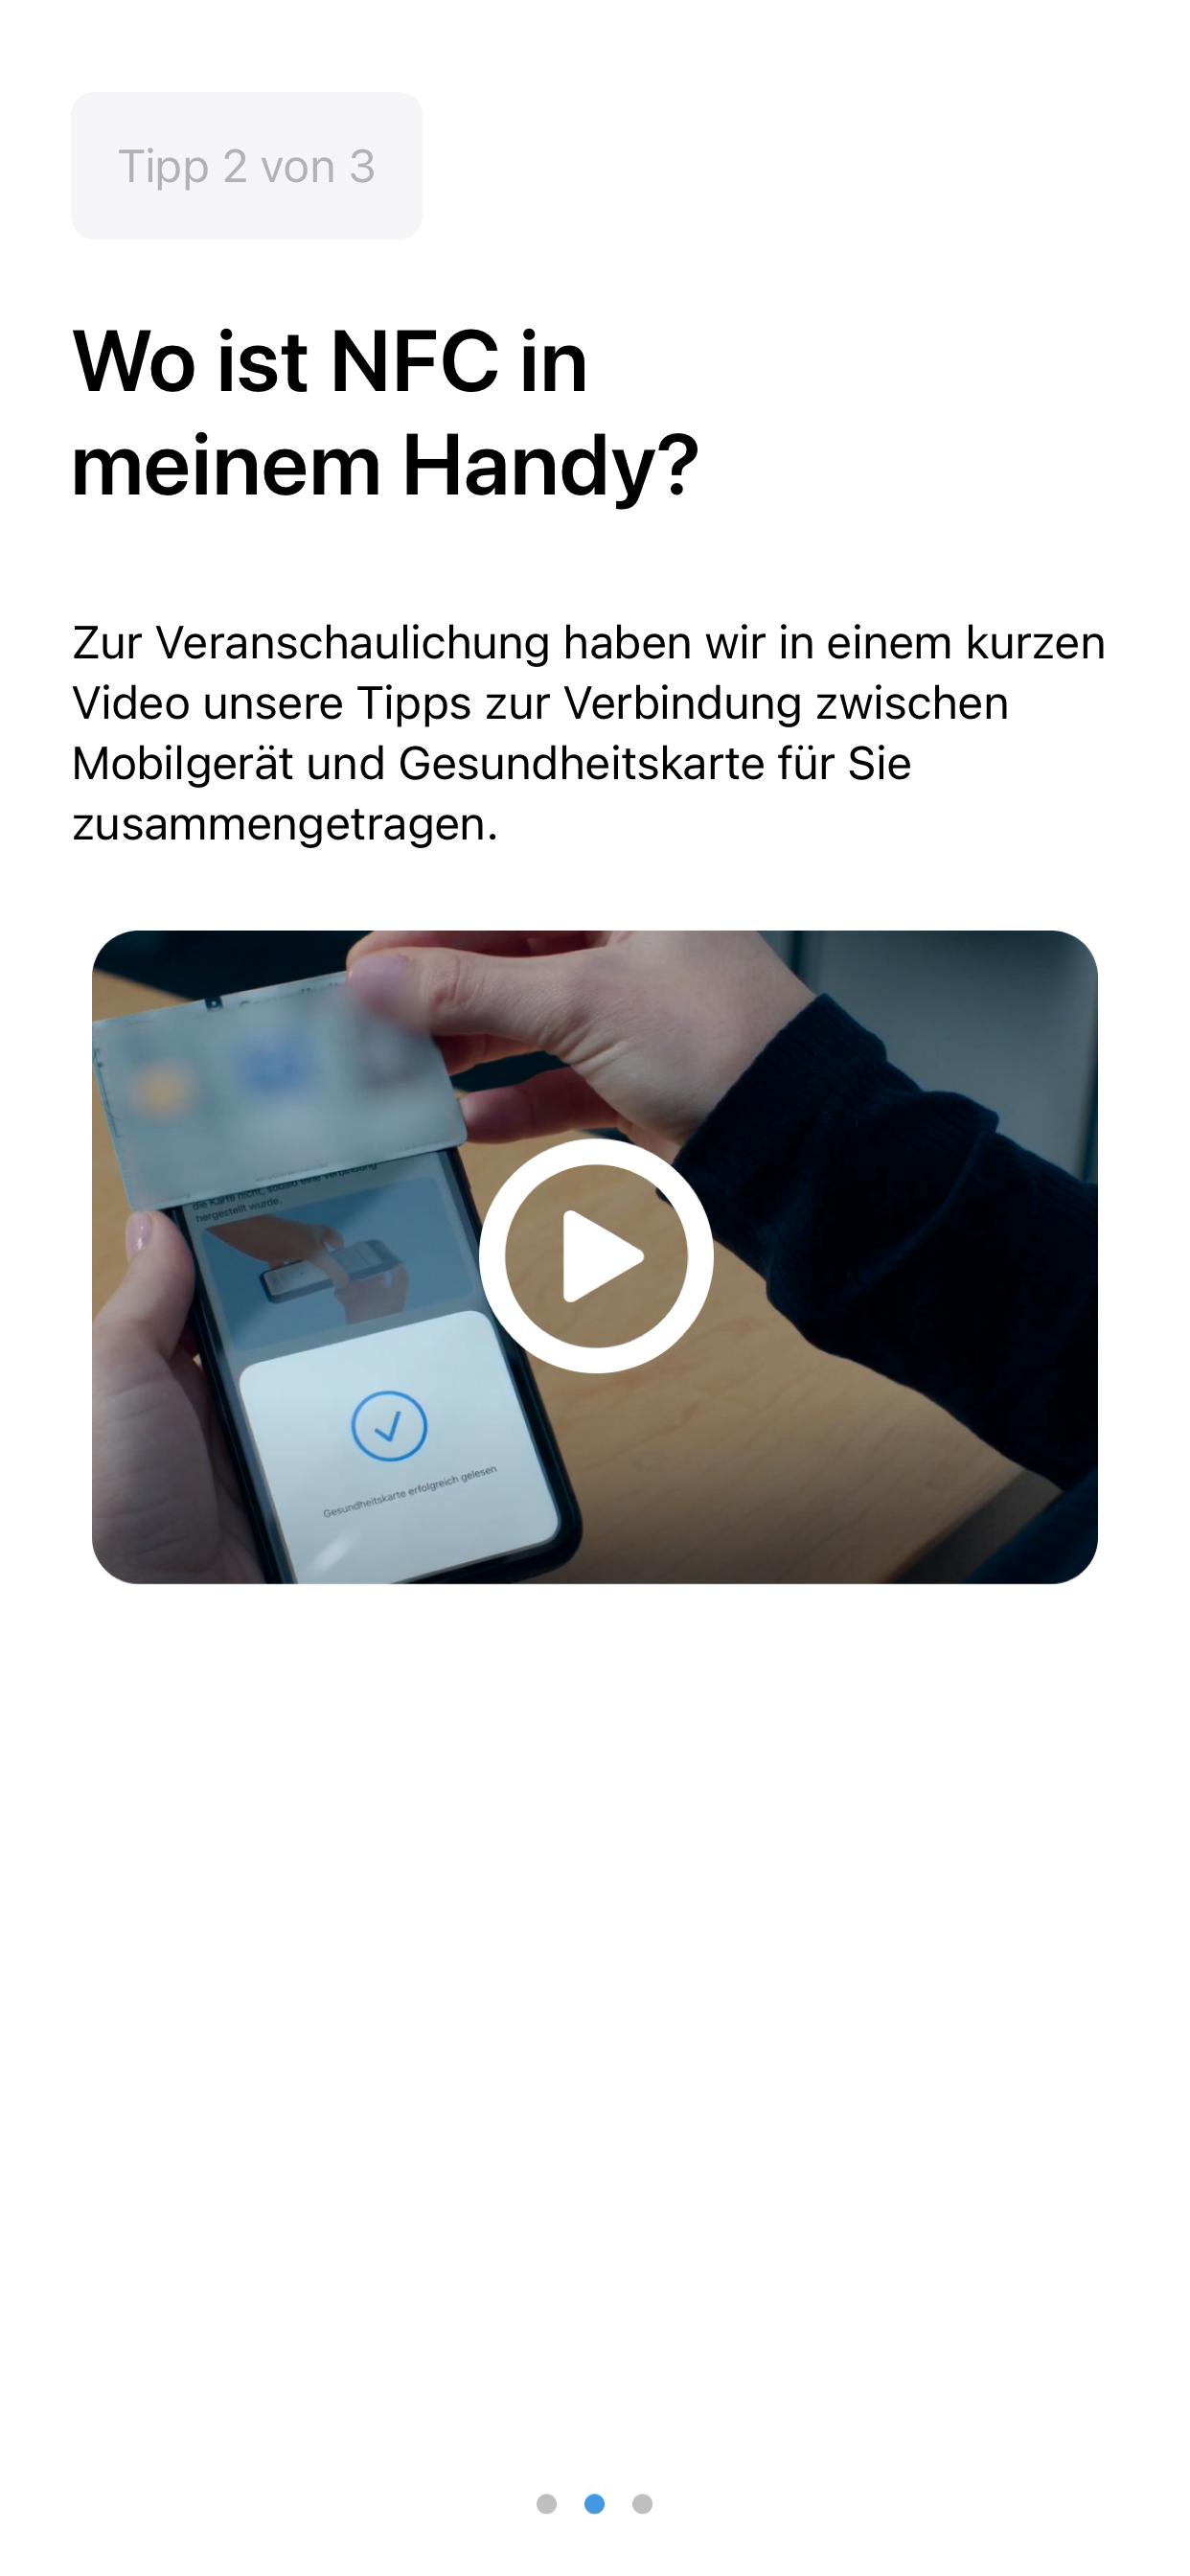 Tipp 2 von 3
Wo ist NFC in
meinem Handy?
Zur Veranschaulichung haben wir in einem kurzen
Video unsere Tipps zur Verbindung zwischen
Mobilgerät und Gesundheitskarte für Sie
zusammengetragen.
die Karte nicht, sobald eine Verbindung
hergestellt wurde.
Gesundheitskarte erfolgreich gelesen